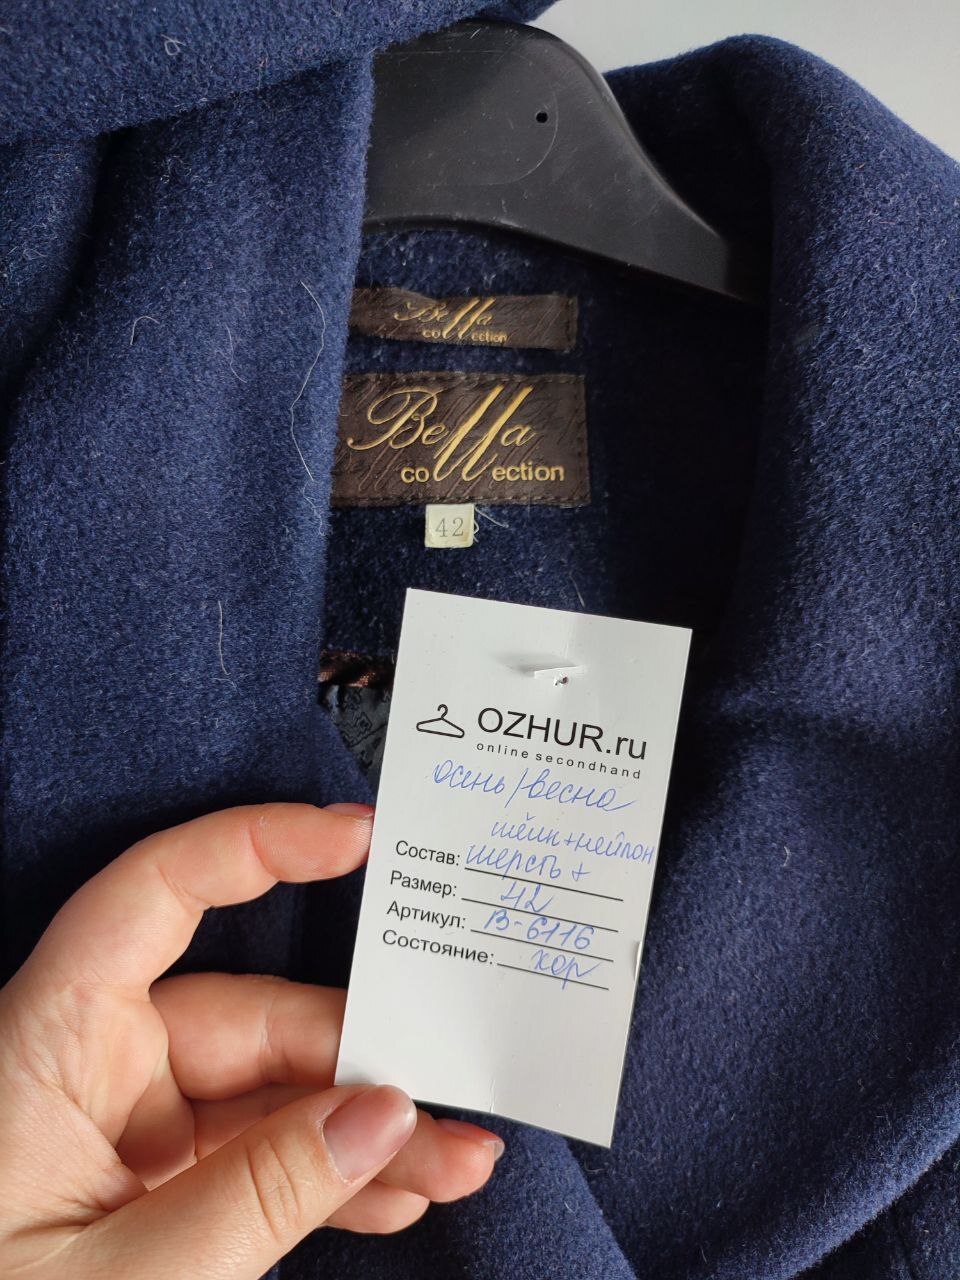 Bella
collection
Bella
collection
42
OZHUR.ru
online secondhand
осень/весна
шёлк+нейлон
Состав: шерсть+
Размер: 42
Артикул: В-6116
Состояние: хор